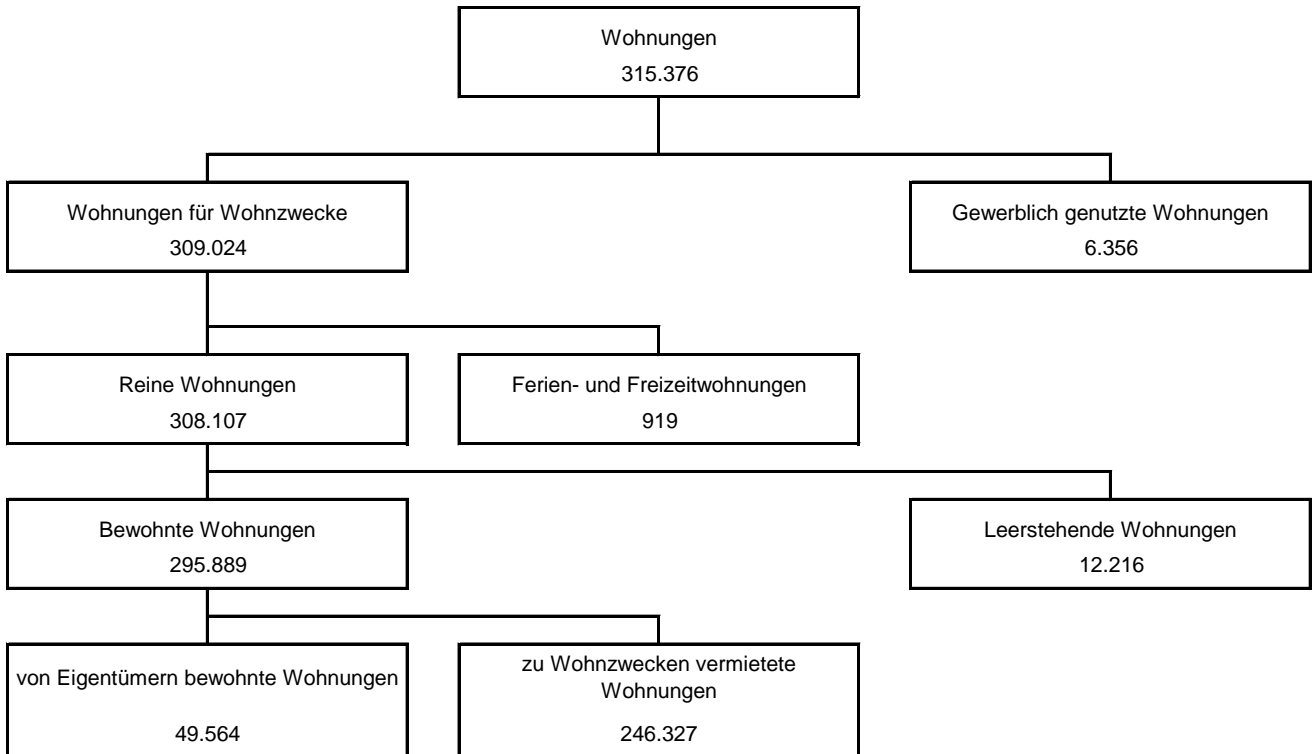 Wohnungen
315.376
Wohnungen für Wohnzwecke
309.024
Gewerblich genutzte Wohnungen
6.356
Reine Wohnungen
308.107
Ferien- und Freizeitwohnungen
919
Bewohnte Wohnungen
295.889
Leerstehende Wohnungen
12.216
von Eigentümern bewohnte Wohnungen
49.564
zu Wohnzwecken vermietete
Wohnungen
246.327